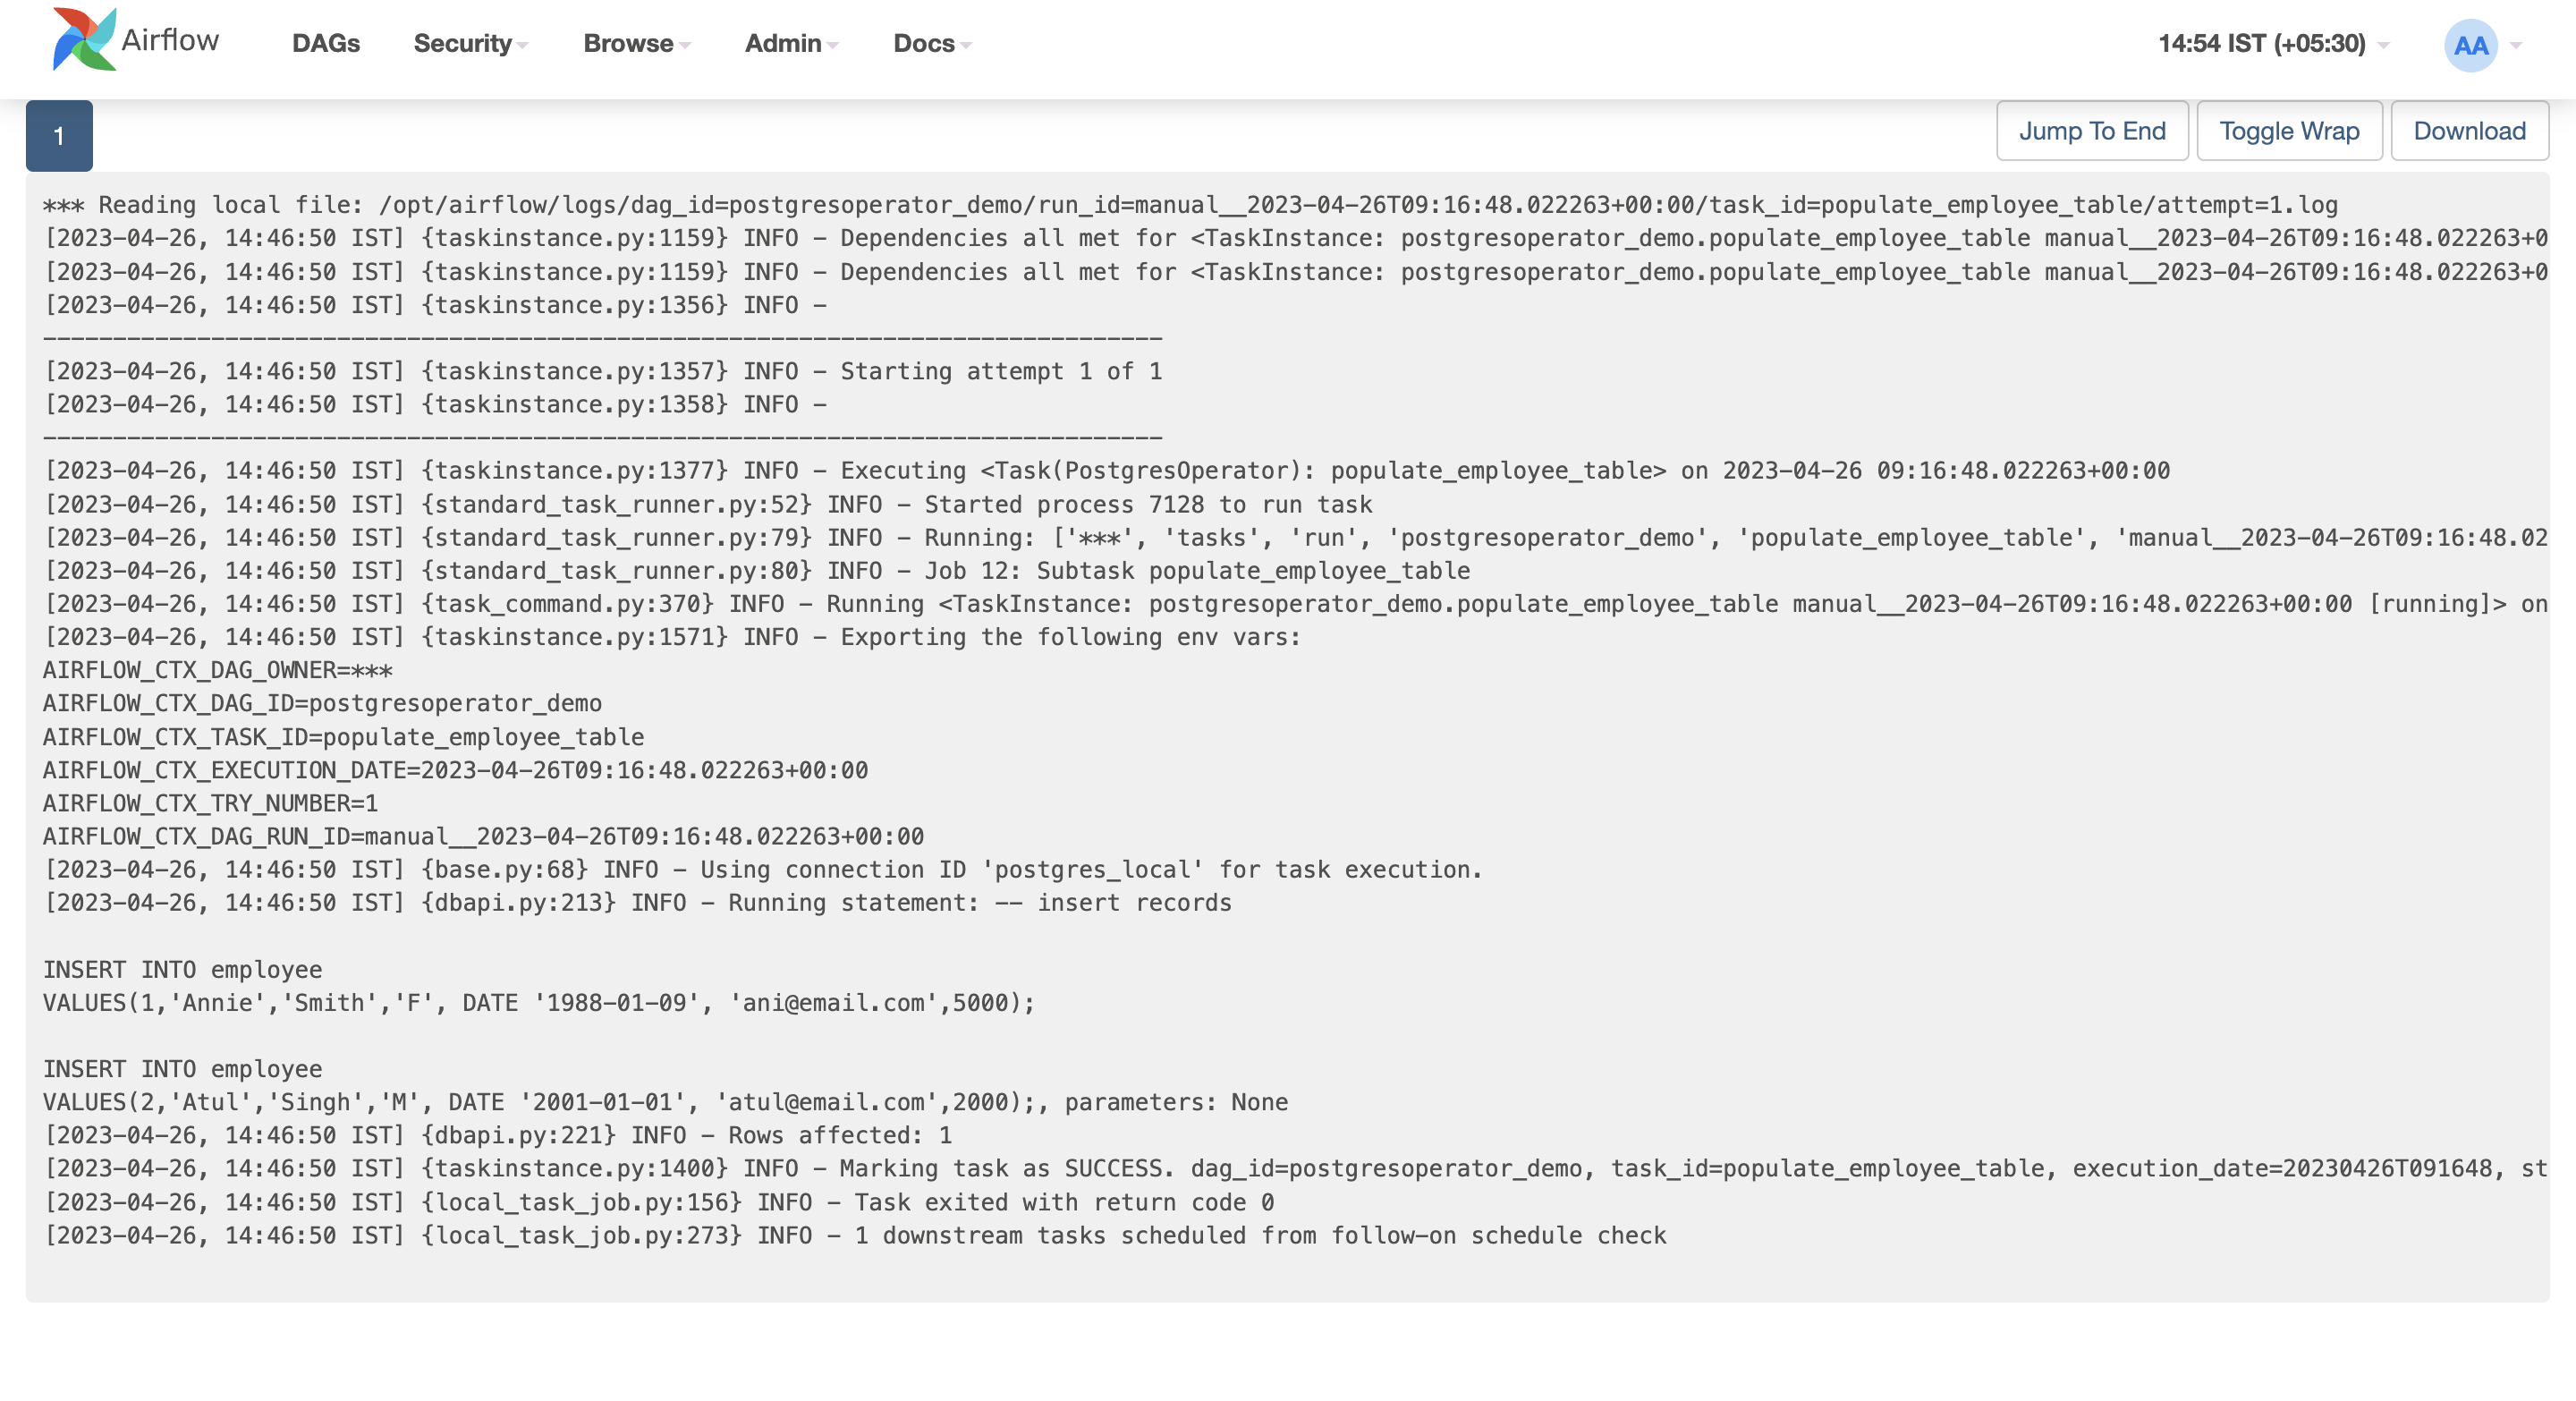 Airflow DAGs Security Browse Admin Docs 14:54 IST (+05:30) AA
1 Jump To End Toggle Wrap Download
*** Reading local file: /opt/airflow/logs/dag_id=postgresoperator_demo/run_id=manual__2023-04-26T09:16:48.022263+00:00/task_id=populate_employee_table/attempt=1.log
[2023-04-26, 14:46:50 IST] {taskinstance.py:1159} INFO - Dependencies all met for <TaskInstance: postgresoperator_demo.populate_employee_table manual__2023-04-26T09:16:48.022263+0
[2023-04-26, 14:46:50 IST] {taskinstance.py:1159} INFO - Dependencies all met for <TaskInstance: postgresoperator_demo.populate_employee_table manual__2023-04-26T09:16:48.022263+0
[2023-04-26, 14:46:50 IST] {taskinstance.py:1356} INFO -
--------------------------------------------------------------------------------
[2023-04-26, 14:46:50 IST] {taskinstance.py:1357} INFO - Starting attempt 1 of 1
[2023-04-26, 14:46:50 IST] {taskinstance.py:1358} INFO -
--------------------------------------------------------------------------------
[2023-04-26, 14:46:50 IST] {taskinstance.py:1377} INFO - Executing <Task(PostgresOperator): populate_employee_table> on 2023-04-26 09:16:48.022263+00:00
[2023-04-26, 14:46:50 IST] {standard_task_runner.py:52} INFO - Started process 7128 to run task
[2023-04-26, 14:46:50 IST] {standard_task_runner.py:79} INFO - Running: ['***', 'tasks', 'run', 'postgresoperator_demo', 'populate_employee_table', 'manual__2023-04-26T09:16:48.02
[2023-04-26, 14:46:50 IST] {standard_task_runner.py:80} INFO - Job 12: Subtask populate_employee_table
[2023-04-26, 14:46:50 IST] {task_command.py:370} INFO - Running <TaskInstance: postgresoperator_demo.populate_employee_table manual__2023-04-26T09:16:48.022263+00:00 [running]> on
[2023-04-26, 14:46:50 IST] {taskinstance.py:1571} INFO - Exporting the following env vars:
AIRFLOW_CTX_DAG_OWNER=***
AIRFLOW_CTX_DAG_ID=postgresoperator_demo
AIRFLOW_CTX_TASK_ID=populate_employee_table
AIRFLOW_CTX_EXECUTION_DATE=2023-04-26T09:16:48.022263+00:00
AIRFLOW_CTX_TRY_NUMBER=1
AIRFLOW_CTX_DAG_RUN_ID=manual__2023-04-26T09:16:48.022263+00:00
[2023-04-26, 14:46:50 IST] {base.py:68} INFO - Using connection ID 'postgres_local' for task execution.
[2023-04-26, 14:46:50 IST] {dbapi.py:213} INFO - Running statement: -- insert records
INSERT INTO employee
VALUES(1,'Annie','Smith','F', DATE '1988-01-09', 'ani@email.com',5000);
INSERT INTO employee
VALUES(2,'Atul','Singh','M', DATE '2001-01-01', 'atul@email.com',2000);, parameters: None
[2023-04-26, 14:46:50 IST] {dbapi.py:221} INFO - Rows affected: 1
[2023-04-26, 14:46:50 IST] {taskinstance.py:1400} INFO - Marking task as SUCCESS. dag_id=postgresoperator_demo, task_id=populate_employee_table, execution_date=20230426T091648, st
[2023-04-26, 14:46:50 IST] {local_task_job.py:156} INFO - Task exited with return code 0
[2023-04-26, 14:46:50 IST] {local_task_job.py:273} INFO - 1 downstream tasks scheduled from follow-on schedule check